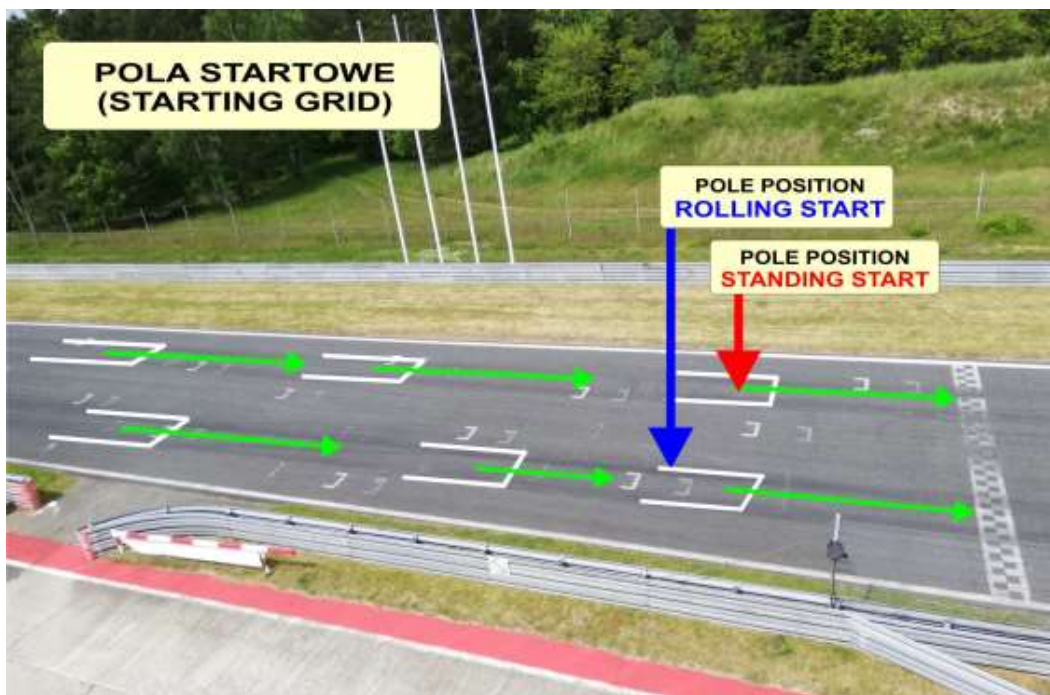 POLA STARTOWE
(STARTING GRID)
POLE POSITION
ROLLING START
POLE POSITION
STANDING START